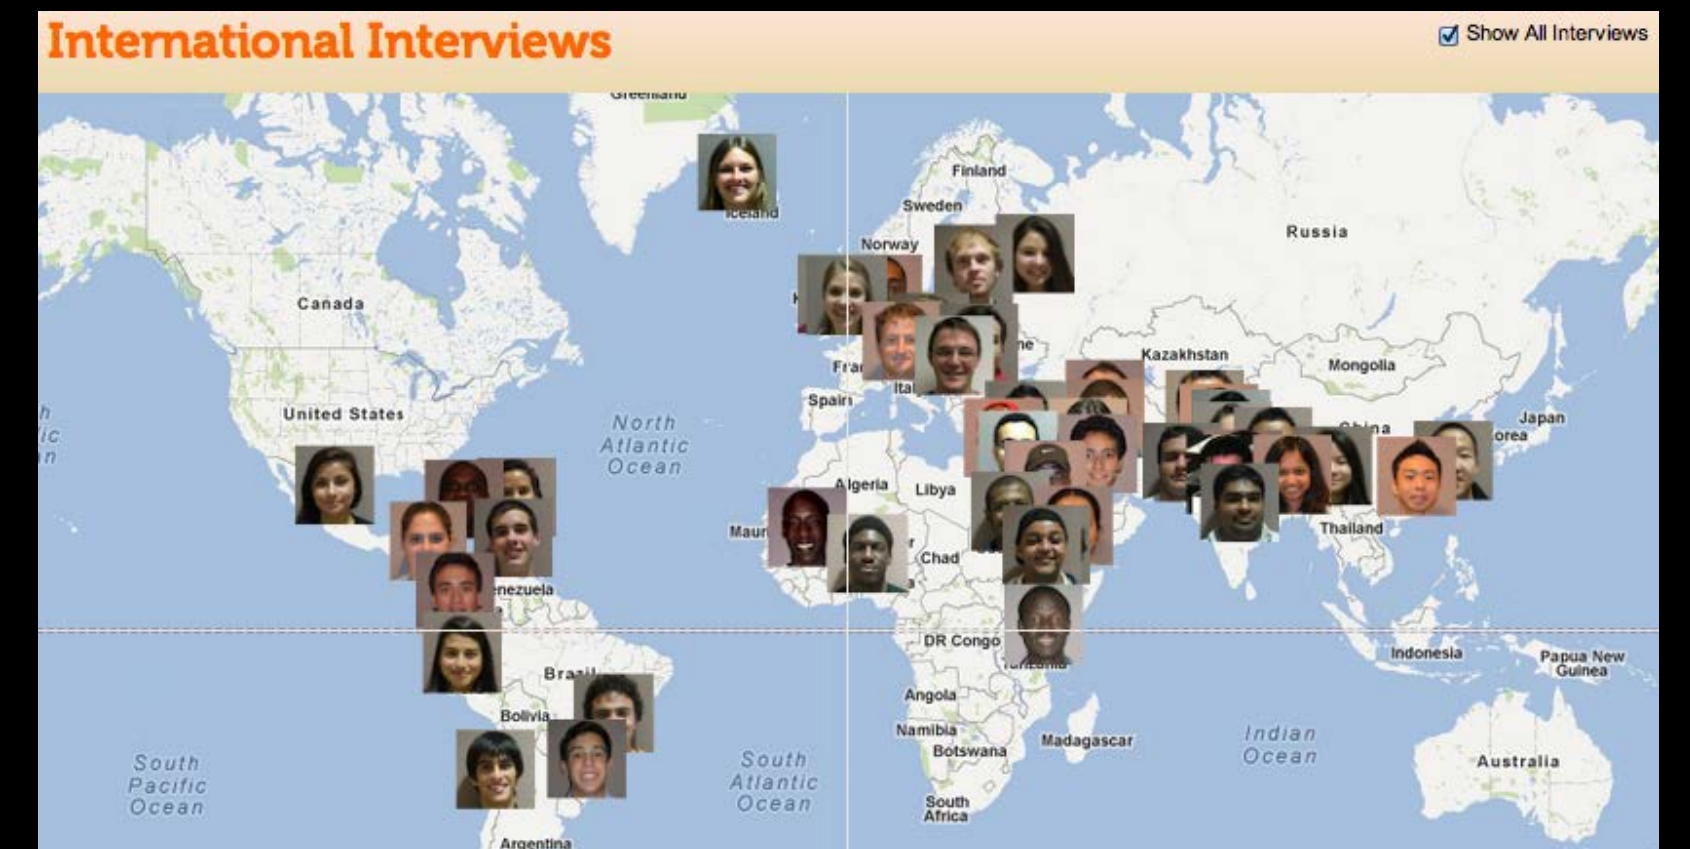 International Interviews
Show All Interviews
Greenland
Iceland
Finland
Sweden
Norway
Russia
Canada
Kazakhstan
Mongolia
Spain
United States
North
Atlantic
Ocean
China
Japan
Algeria
Libya
Thailand
Chad
DR Congo
Indonesia
Papua New
Guinea
Brazil
Tanzania
Angola
Bolivia
Namibia
Botswana
Madagascar
Indian
Ocean
Australia
South
Pacific
Ocean
South
Atlantic
Ocean
South
Africa
Argentina